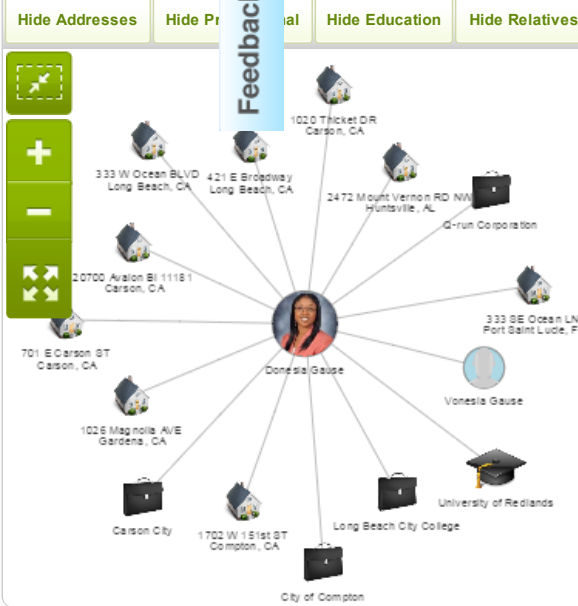 Hide Addresses
Hide Education
Hide Relatives
Feedback
1020 Thicket DR
Carson, CA
333 W Ocean BLVD
Long Beach, CA
421 E Broadway
Long Beach, CA
2472 Mount Vernon RD NW
Huntsville, AL
Q-run Corporation
20700 Avalon Bl 11181
Carson, CA
333 SE Ocean LN
Port Saint Lucie, F
701 E Carson ST
Carson, CA
Donesia Gause
Vonesia Gause
1026 Magnolia AVE
Gardena, CA
University of Redlands
Long Beach City College
Carson City
1702 W 151st ST
Compton, CA
City of Compton